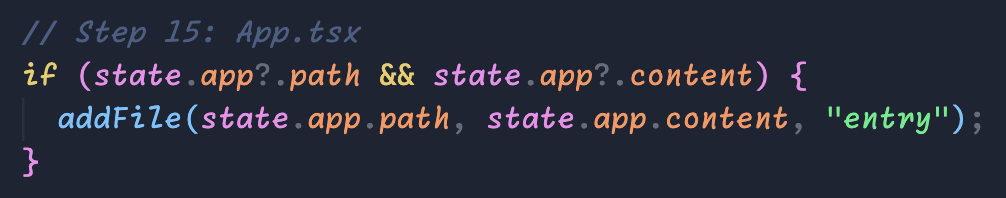 // Step 15: App.tsx
if (state.app?.path && state.app?.content) {
  addFile(state.app.path, state.app.content, "entry");
}